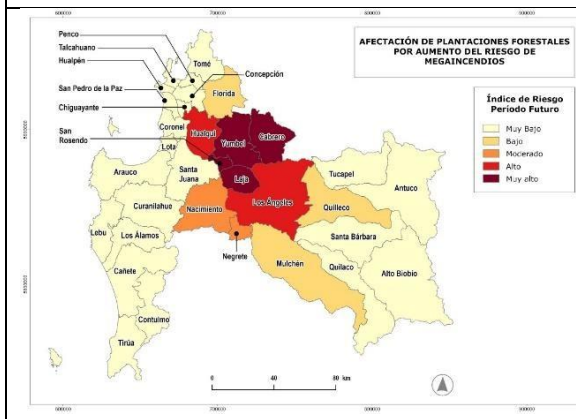 AFECTACIÓN DE PLANTACIONES FORESTALES
POR AUMENTO DEL RIESGO DE
MEGAINCENDIOS
Índice de Riesgo
Período Futuro
Muy Bajo
Bajo
Moderado
Alto
Muy alto
Penco
Talcahuano
Hualpén
San Pedro de la Paz
Chiguayante
San
Rosendo
Tomé
Concepción
Florida
Coronel
Hualqui
Yumbel
Cabrero
Lota
Santa
Juana
Laja
Arauco
Los Ángeles
Tucapel
Antuco
Quilleco
Curanilahue
Nacimiento
Lebu
Los Álamos
Negrete
Santa Bárbara
Mulchén
Quilaco
Alto Biobío
Cañete
Contulmo
Tirúa
0 40 80 km
700000
800000